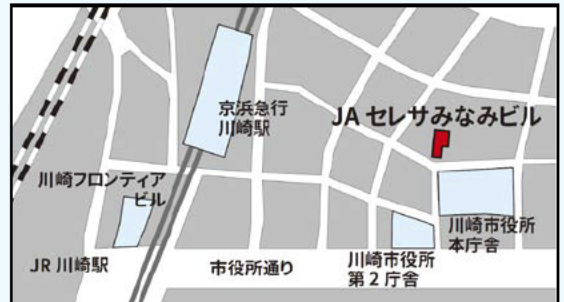 京浜急行
川崎駅
JA セレサみなみビル
川崎フロンティア
ビル
川崎市役所
本庁舎
JR 川崎駅
市役所通り
川崎市役所
第 2 庁舎